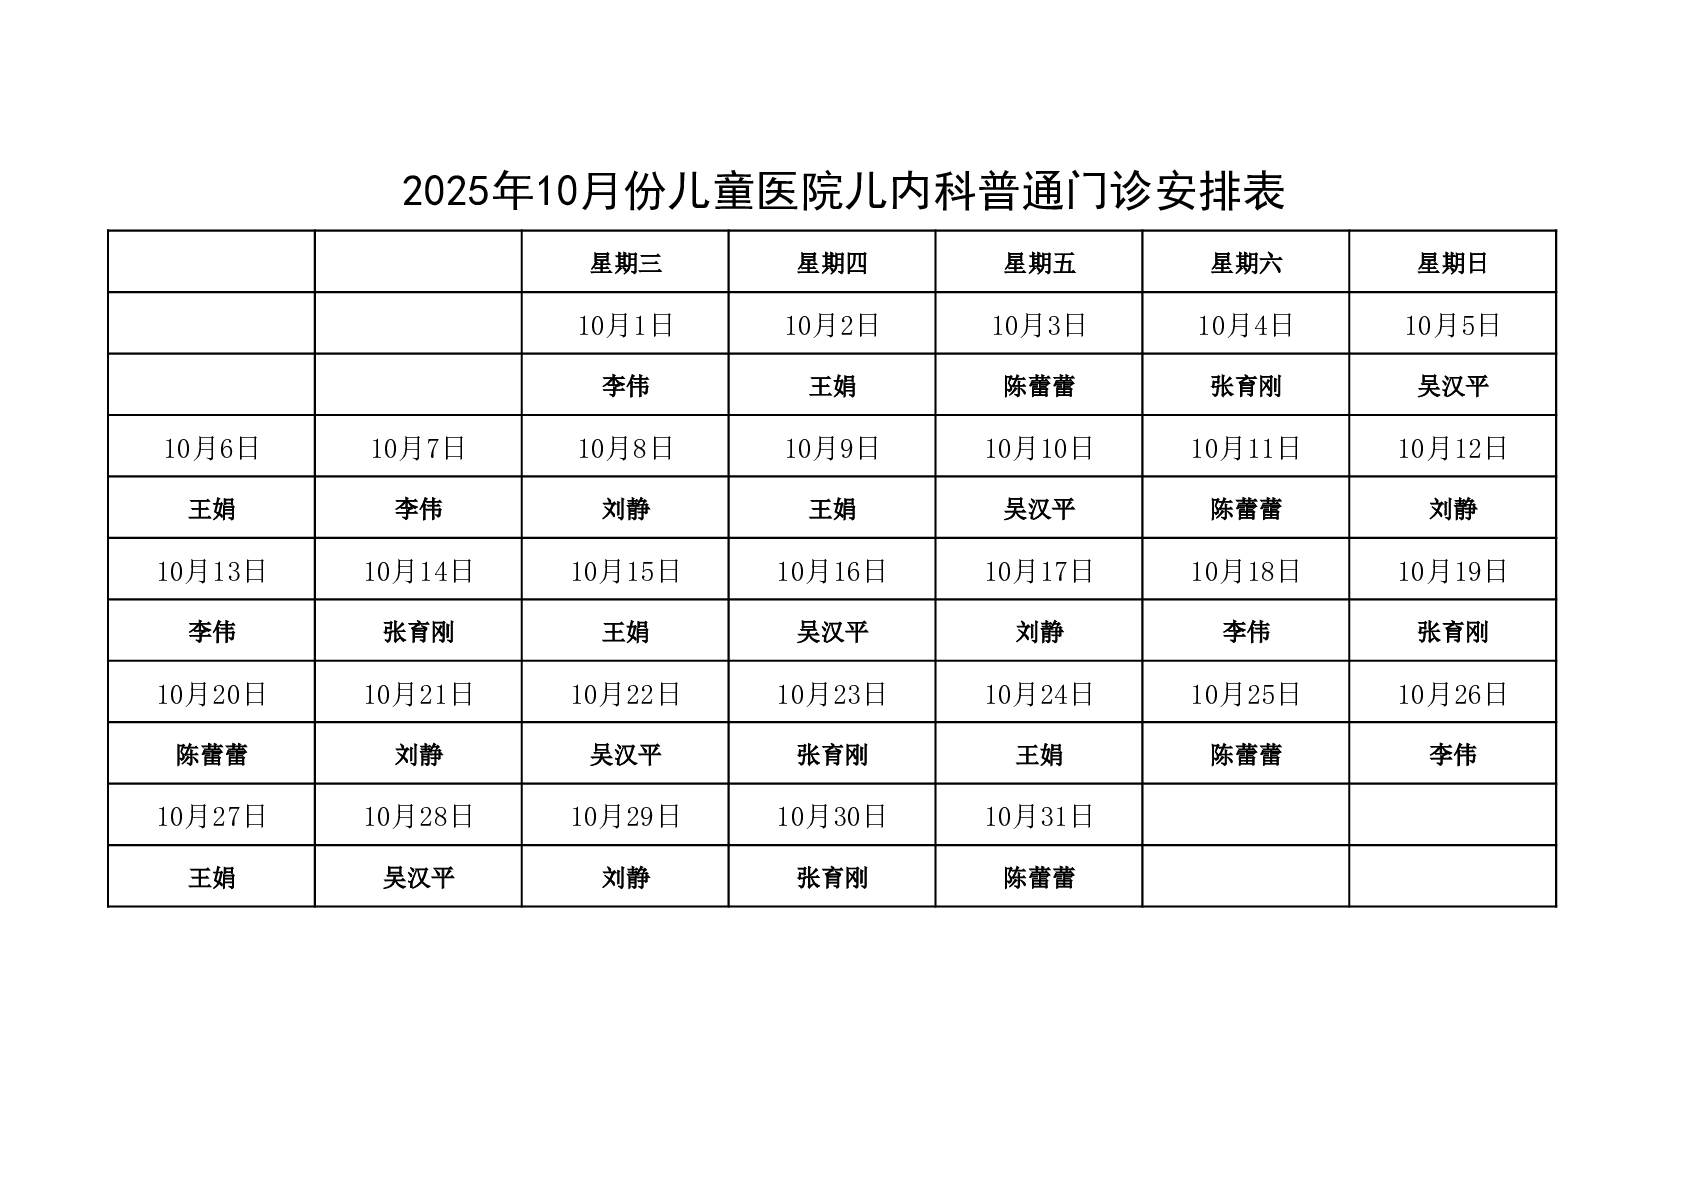 2025年10月份儿童医院儿内科普通门诊安排表
星期三 星期四 星期五 星期六 星期日
10月1日 10月2日 10月3日 10月4日 10月5日
李伟 王娟 陈蕾蕾 张育刚 吴汉平
10月6日 10月7日 10月8日 10月9日 10月10日 10月11日 10月12日
王娟 李伟 刘静 王娟 吴汉平 陈蕾蕾 刘静
10月13日 10月14日 10月15日 10月16日 10月17日 10月18日 10月19日
李伟 张育刚 王娟 吴汉平 刘静 李伟 张育刚
10月20日 10月21日 10月22日 10月23日 10月24日 10月25日 10月26日
陈蕾蕾 刘静 吴汉平 张育刚 王娟 陈蕾蕾 李伟
10月27日 10月28日 10月29日 10月30日 10月31日
王娟 吴汉平 刘静 张育刚 陈蕾蕾